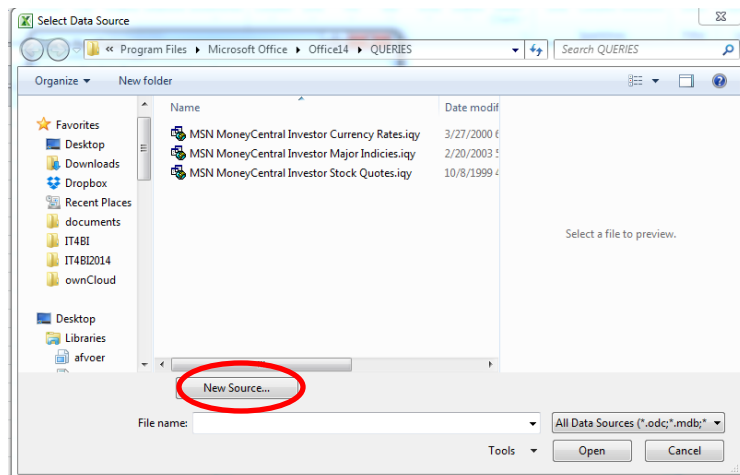 Select Data Source
« Program Files ▸ Microsoft Office ▸ Office14 ▸ QUERIES
Search QUERIES
Organize
New folder
Favorites
Desktop
Downloads
Dropbox
Recent Places
documents
IT4BI
IT4BI2014
ownCloud
Desktop
Libraries
afvoer
Name Date modif
MSN MoneyCentral Investor Currency Rates.iqy 3/27/2000 6
MSN MoneyCentral Investor Major Indicies.iqy 2/20/2003 5
MSN MoneyCentral Investor Stock Quotes.iqy 10/8/1999 4
Select a file to preview.
New Source...
File name:
All Data Sources (*.odc;*.mdb;*
Tools
Open
Cancel